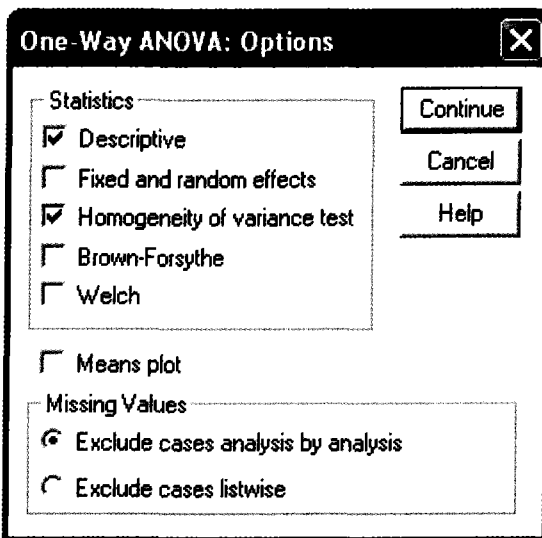 One-Way ANOVA: Options
Statistics
Descriptive
Fixed and random effects
Homogeneity of variance test
Brown-Forsythe
Welch
Continue
Cancel
Help
Means plot
Missing Values
Exclude cases analysis by analysis
Exclude cases listwise